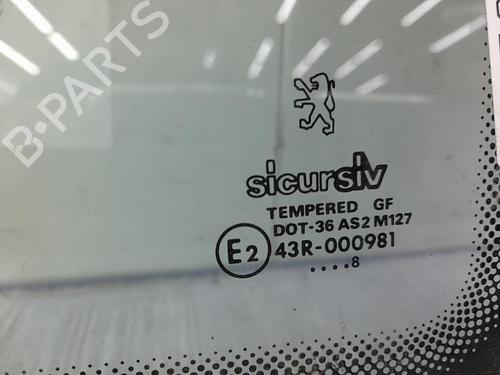 B-PARTS
sicursiv
TEMPERED GF
DOT-36 AS2 M127
E2 43R-000981
....8